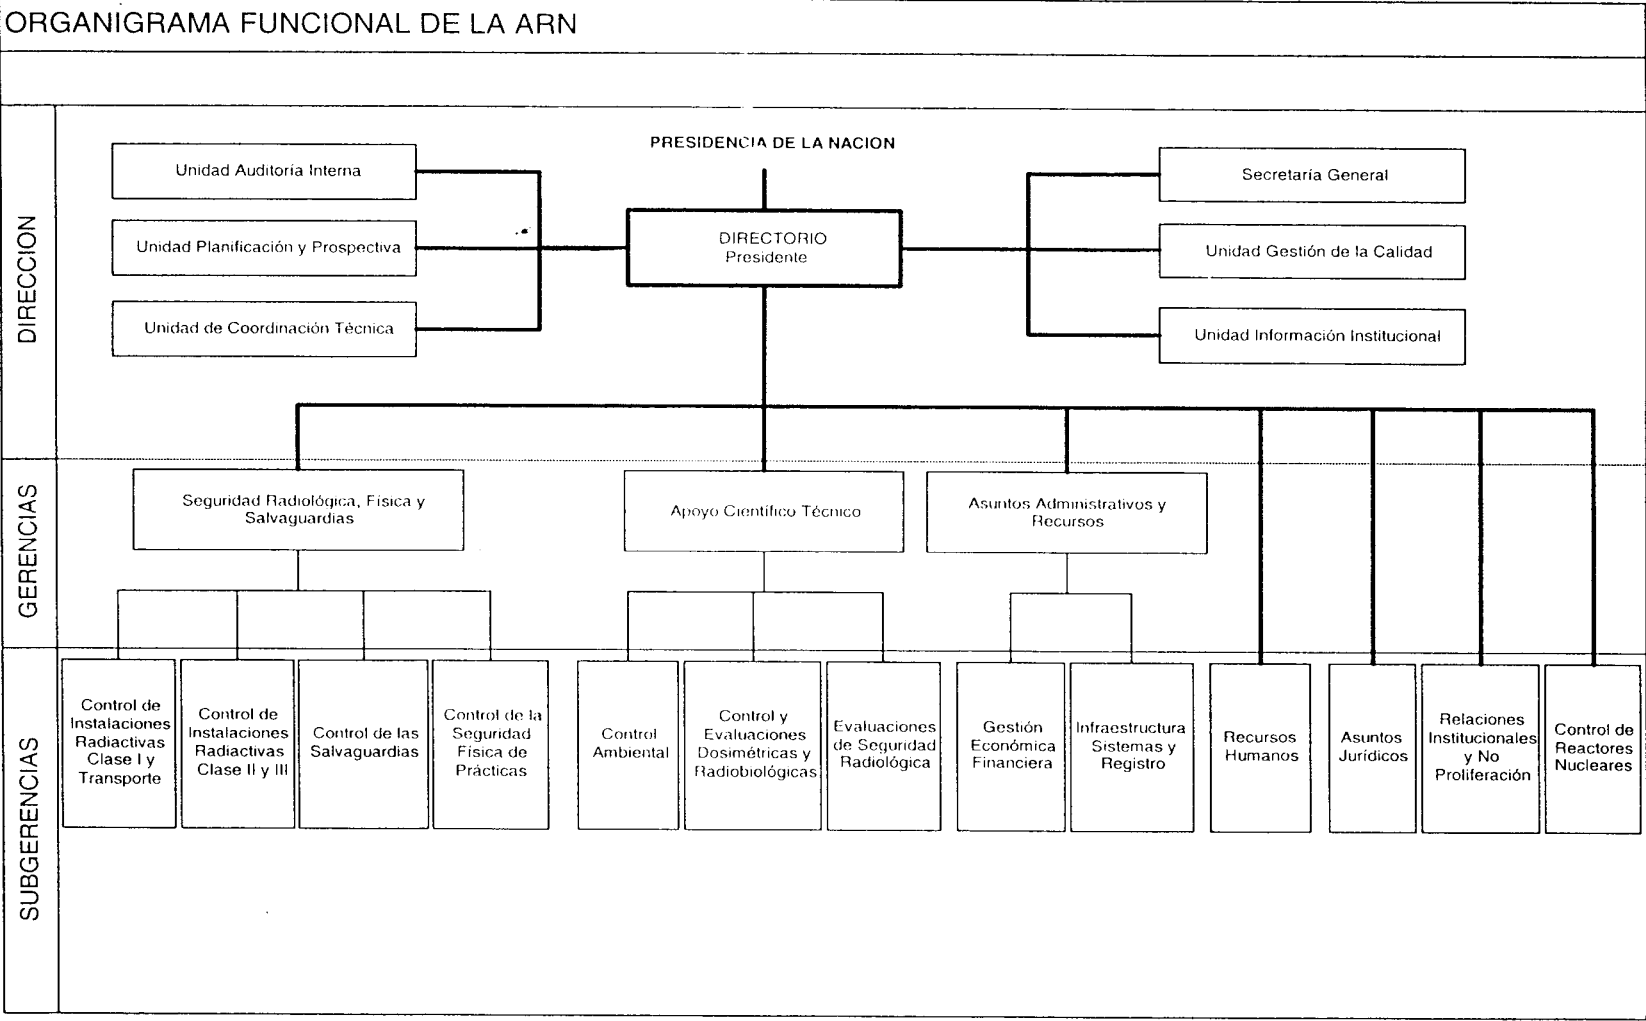 ORGANIGRAMA FUNCIONAL DE LA ARN
DIRECCION
PRESIDENCIA DE LA NACION
Unidad Auditoría Interna
Unidad Planificación y Prospectiva
Unidad de Coordinación Técnica
DIRECTORIO
Presidente
Secretaría General
Unidad Gestión de la Calidad
Unidad Información Institucional
GERENCIAS
Seguridad Radiológica, Física y
Salvaguardias
Apoyo Científico Técnico
Asuntos Administrativos y
Recursos
SUBGERENCIAS
Control de
Instalaciones
Radiactivas
Clase I y
Transporte
Control de
Instalaciones
Radiactivas
Clase II y III
Control de las
Salvaguardias
Control de la
Seguridad
Física de
Prácticas
Control
Ambiental
Control y
Evaluaciones
Dosimétricas y
Radiobiológicas
Evaluaciones
de Seguridad
Radiológica
Gestión
Económica
Financiera
Infraestructura
Sistemas y
Registro
Recursos
Humanos
Asuntos
Jurídicos
Relaciones
Institucionales
y No
Proliferación
Control de
Reactores
Nucleares